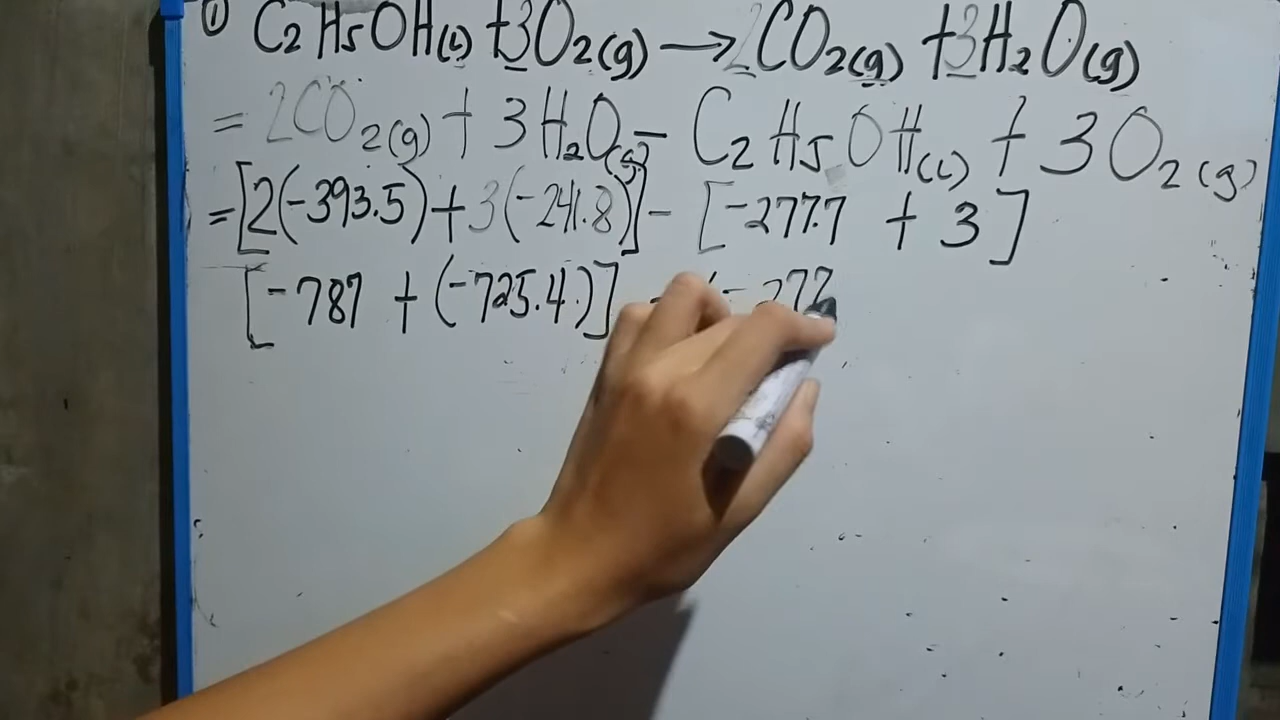 ① C2H5OH(l) + 3O2(g) → 2CO2(g) + 3H2O(g)
= 2CO2(g) + 3H2O(g) - C2H5OH(l) + 3O2(g)
= [2(-393.5) + 3(-241.8)] - [-277.7 + 3]
[-787 + (-725.4)] - (-277